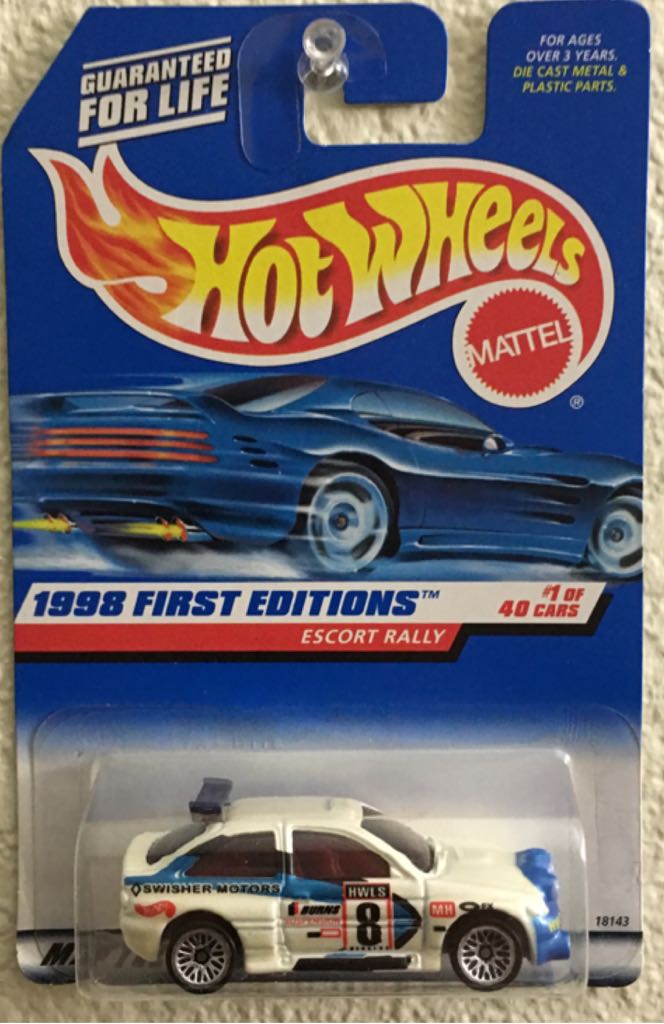 GUARANTEED
FOR LIFE
FOR AGES
OVER 3 YEARS.
DIE CAST METAL &
PLASTIC PARTS.
HOT WHEELS
MATTEL
®
1998 FIRST EDITIONS™
#1 OF
40 CARS
ESCORT RALLY
SWISHER MOTORS
BURNS
HWLS
8
MH
18143